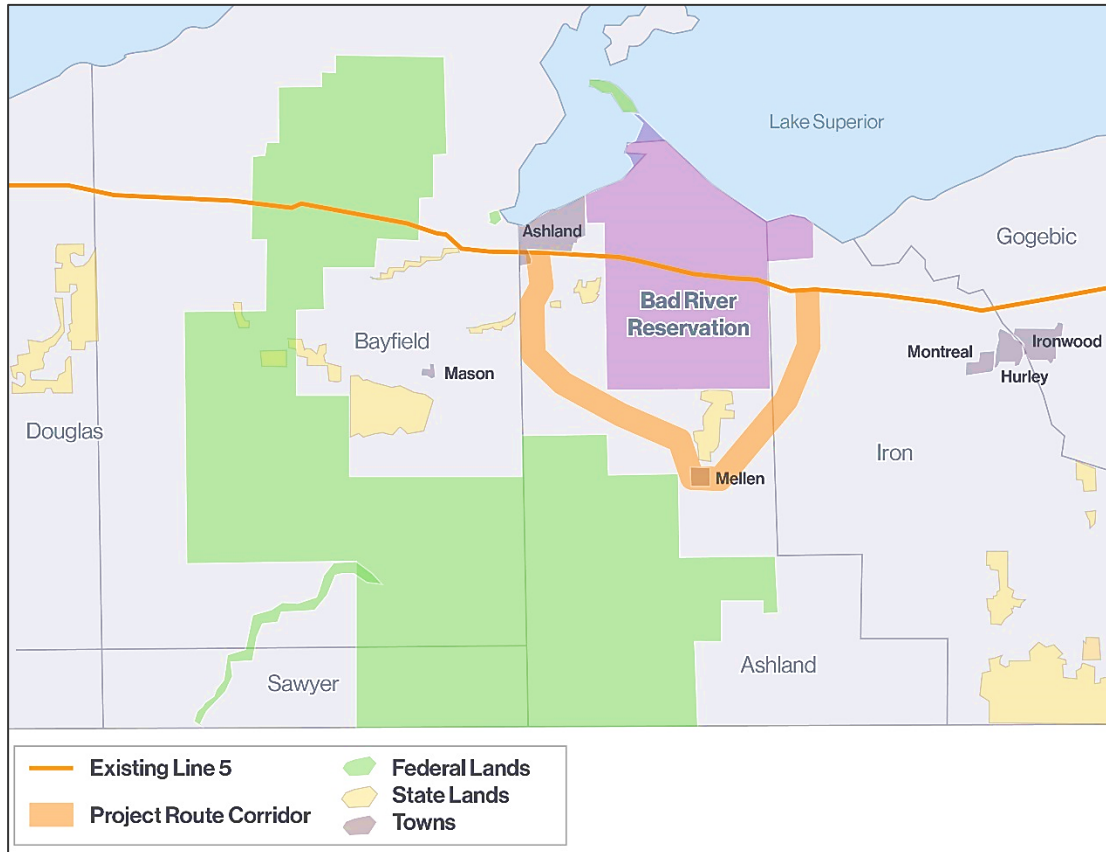 Lake Superior
Ashland
Gogebic
Bad River
Reservation
Bayfield
Mason
Montreal
Ironwood
Hurley
Douglas
Iron
Mellen
Sawyer
Ashland
Existing Line 5
Project Route Corridor
Federal Lands
State Lands
Towns